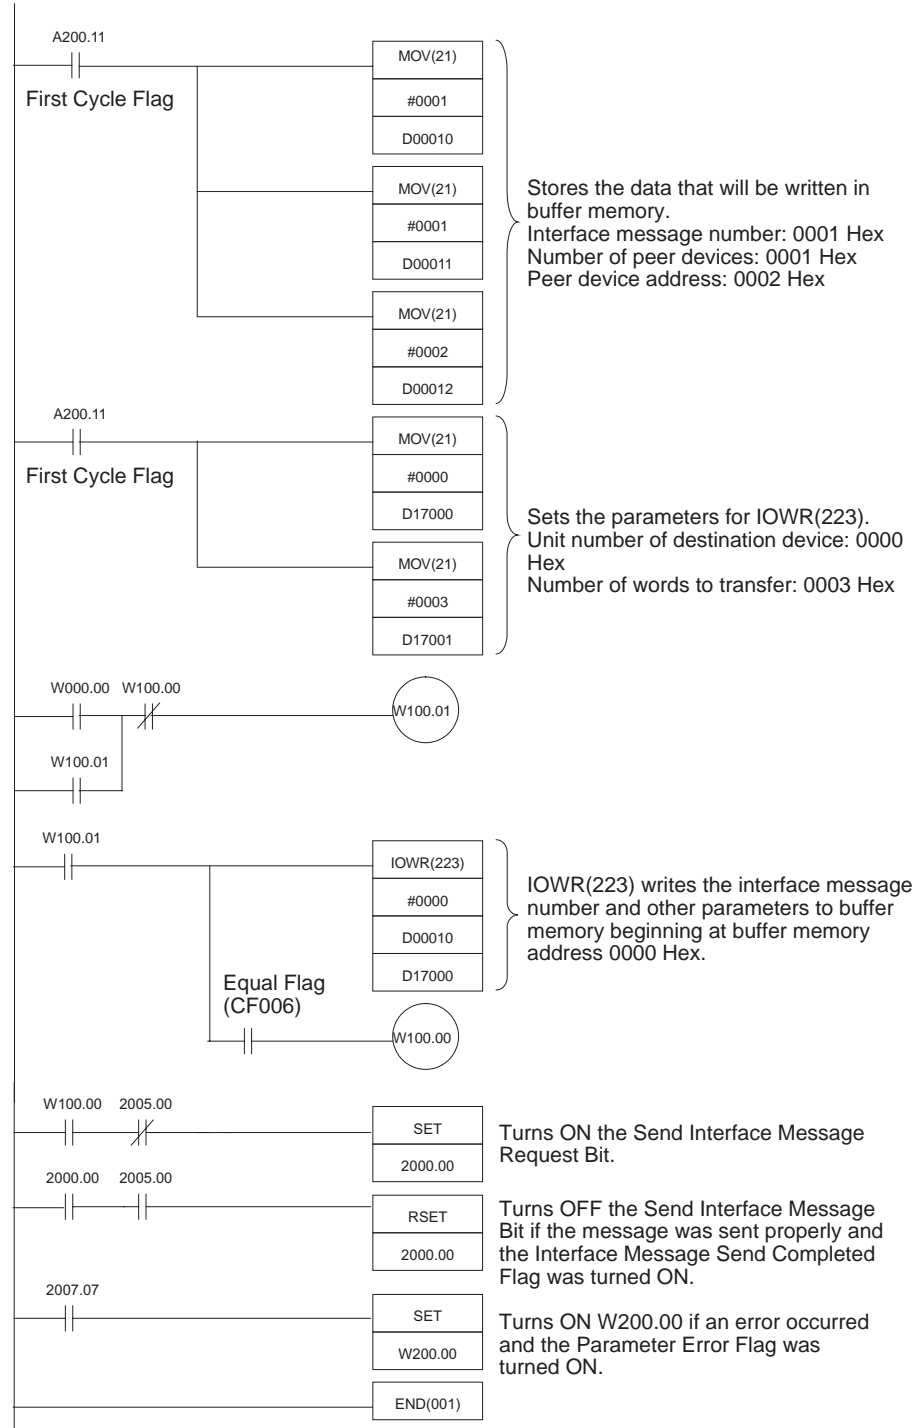 A200.11
First Cycle Flag
MOV(21)
#0001
D00010
MOV(21)
#0001
D00011
MOV(21)
#0002
D00012
Stores the data that will be written in
buffer memory.
Interface message number: 0001 Hex
Number of peer devices: 0001 Hex
Peer device address: 0002 Hex
A200.11
First Cycle Flag
MOV(21)
#0000
D17000
MOV(21)
#0003
D17001
Sets the parameters for IOWR(223).
Unit number of destination device: 0000
Hex
Number of words to transfer: 0003 Hex
W000.00 W100.00
W100.01
W100.01
W100.01
IOWR(223)
#0000
D00010
D17000
IOWR(223) writes the interface message
number and other parameters to buffer
memory beginning at buffer memory
address 0000 Hex.
Equal Flag
(CF006)
W100.00
W100.00 2005.00
SET
2000.00
Turns ON the Send Interface Message
Request Bit.
2000.00 2005.00
RSET
2000.00
Turns OFF the Send Interface Message
Bit if the message was sent properly and
the Interface Message Send Completed
Flag was turned ON.
2007.07
SET
W200.00
Turns ON W200.00 if an error occurred
and the Parameter Error Flag was
turned ON.
END(001)